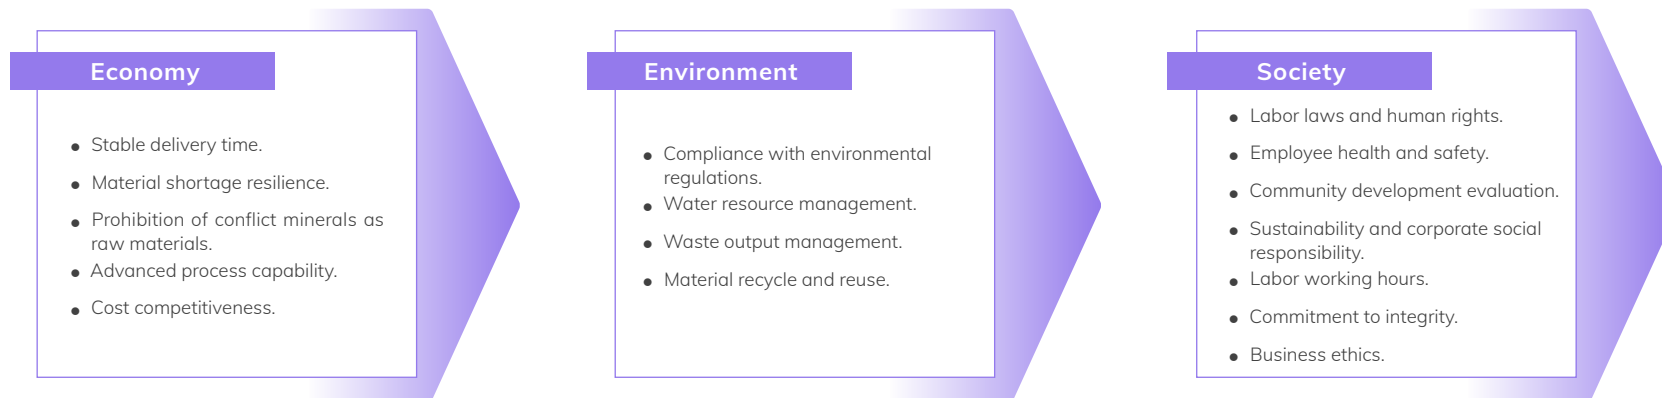 Economy
● Stable delivery time.
● Material shortage resilience.
● Prohibition of conflict minerals as
raw materials.
● Advanced process capability.
● Cost competitiveness.
Environment
● Compliance with environmental
regulations.
● Water resource management.
● Waste output management.
● Material recycle and reuse.
Society
● Labor laws and human rights.
● Employee health and safety.
● Community development evaluation.
● Sustainability and corporate social
responsibility.
● Labor working hours.
● Commitment to integrity.
● Business ethics.